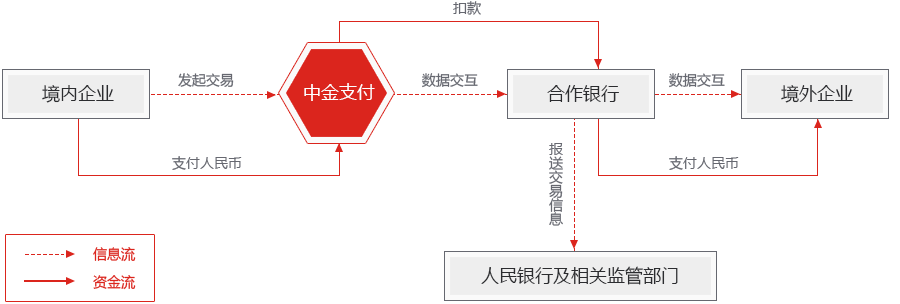 扣款
境内企业
发起交易
中金支付
数据交互
合作银行
数据交互
境外企业
支付人民币
报送交易信息
支付人民币
信息流
资金流
人民银行及相关监管部门